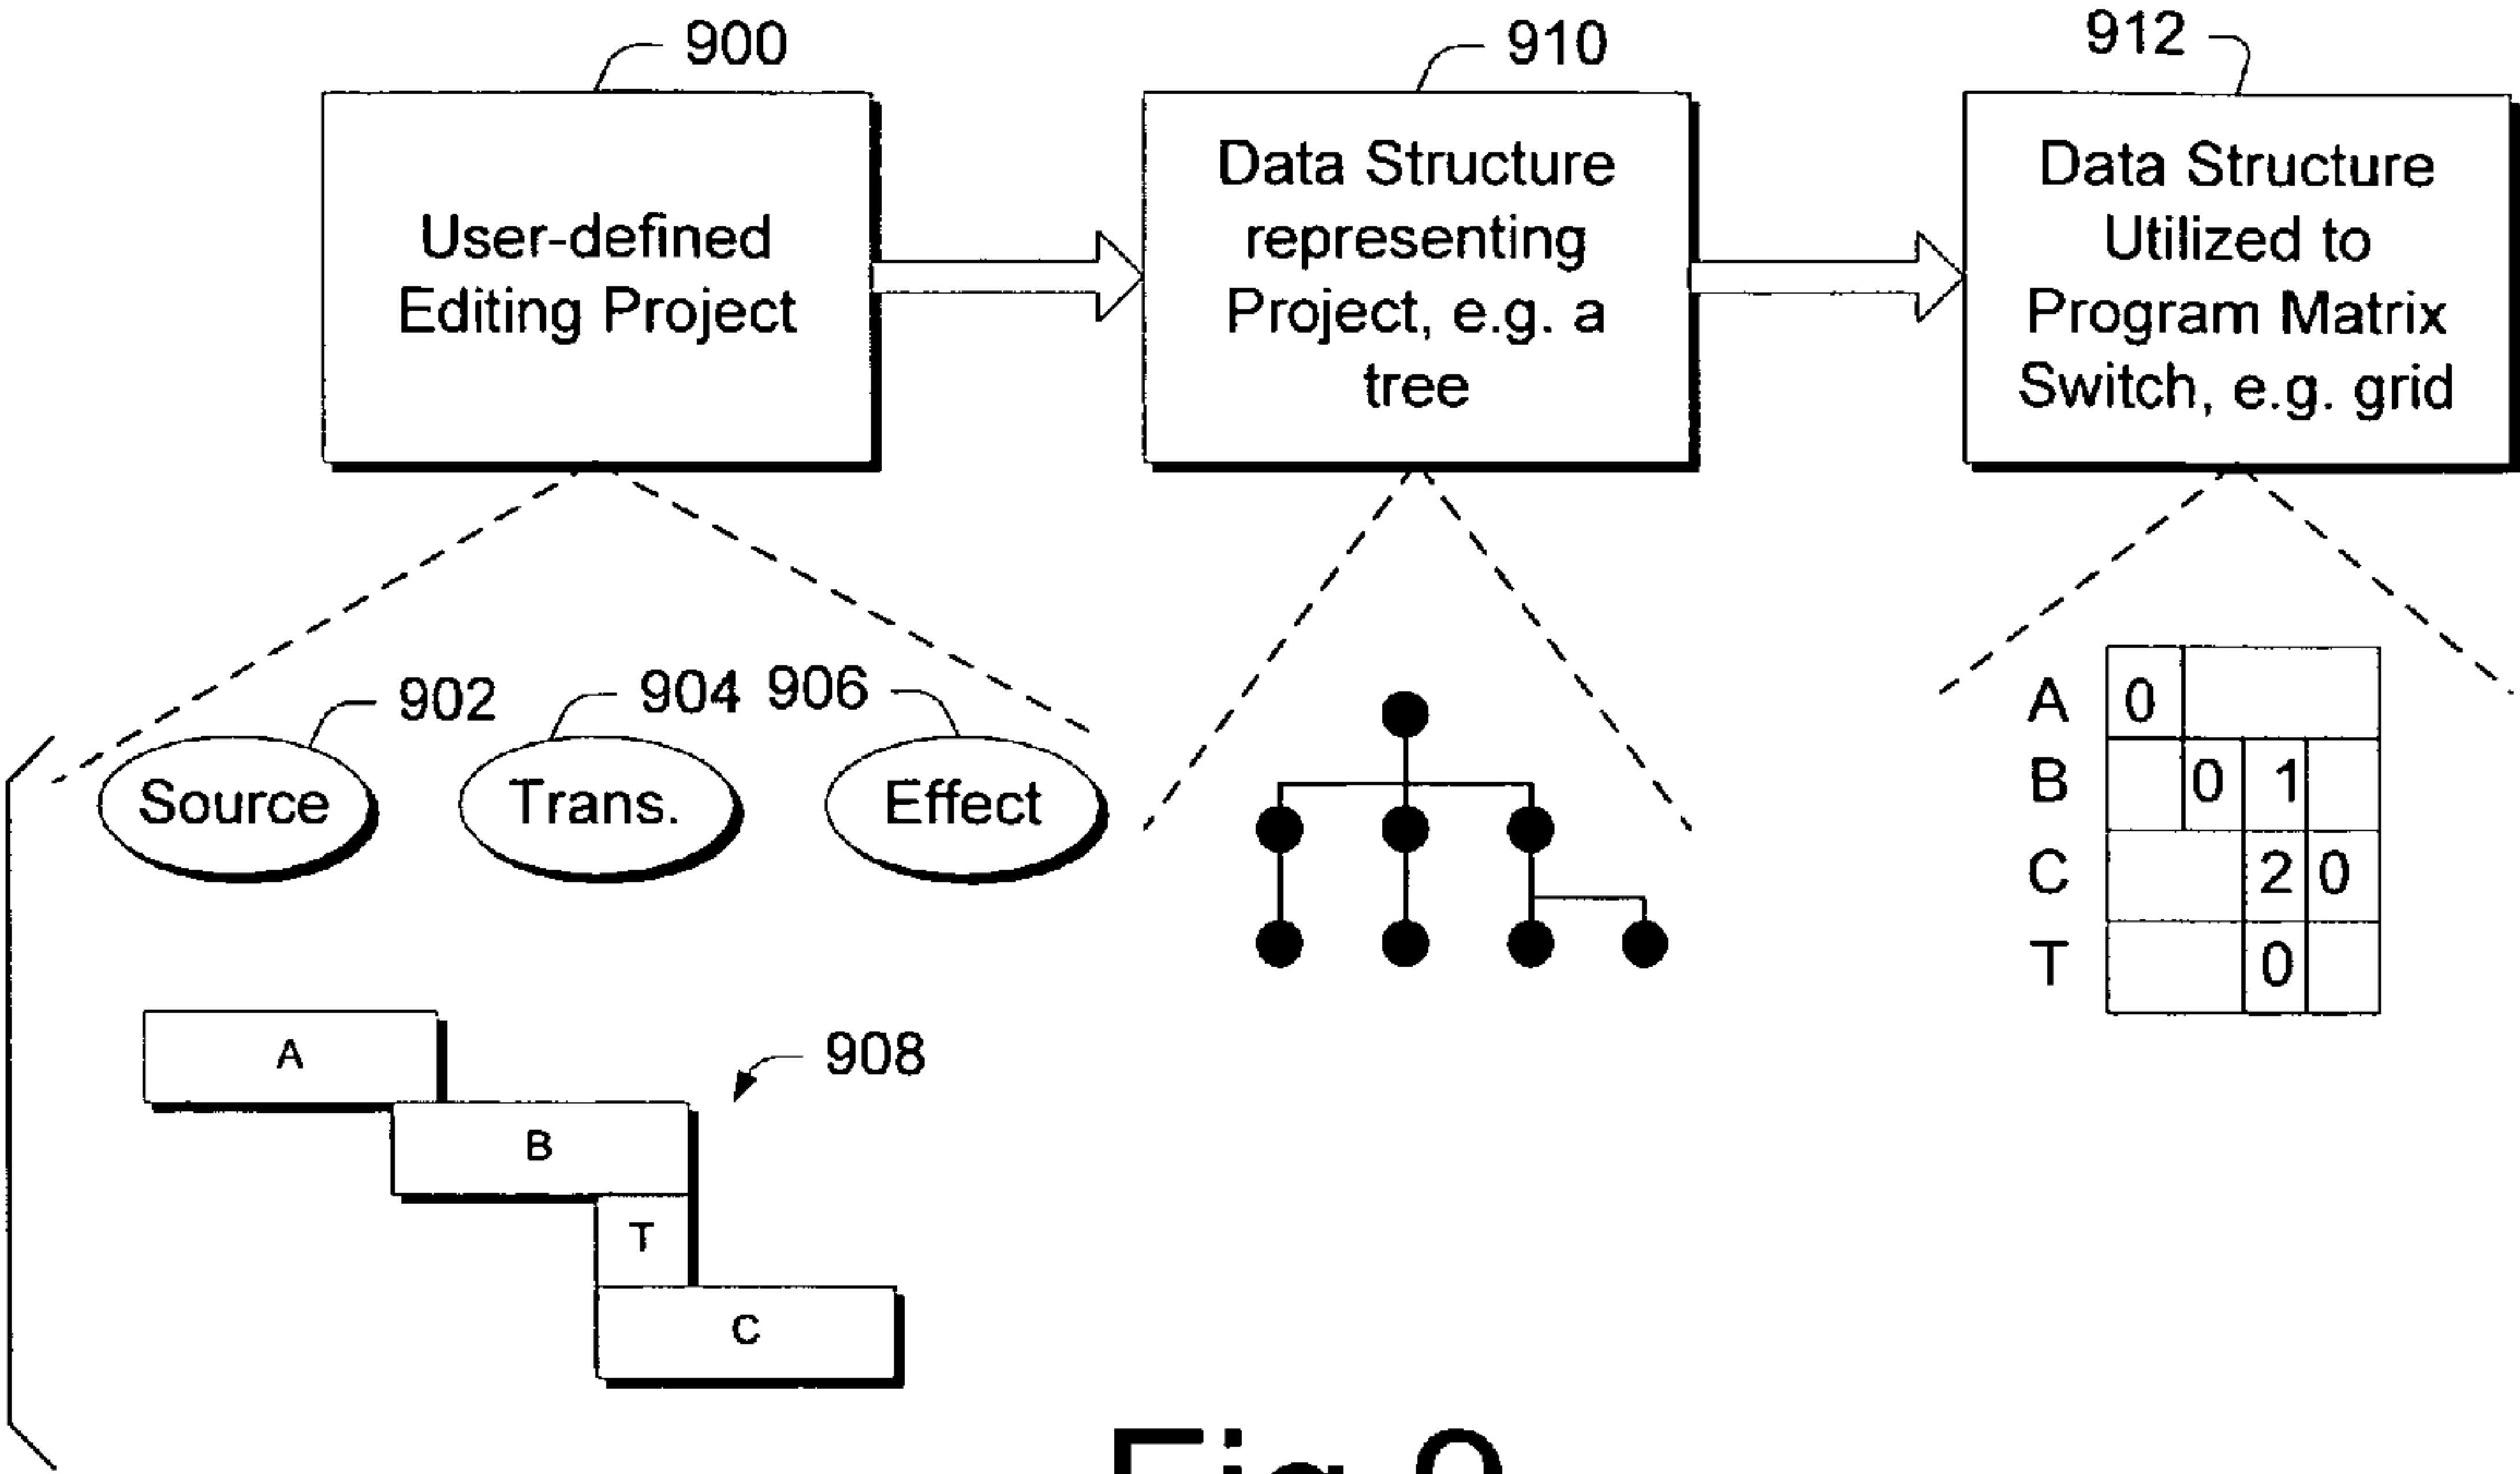 900
910
912
User-defined
Editing Project
Data Structure
representing
Project, e.g. a
tree
Data Structure
Utilized to
Program Matrix
Switch, e.g. grid
902
904
906
Source
Trans.
Effect
A 0
B 0 1
C 2 0
T 0
A
908
B
T
C